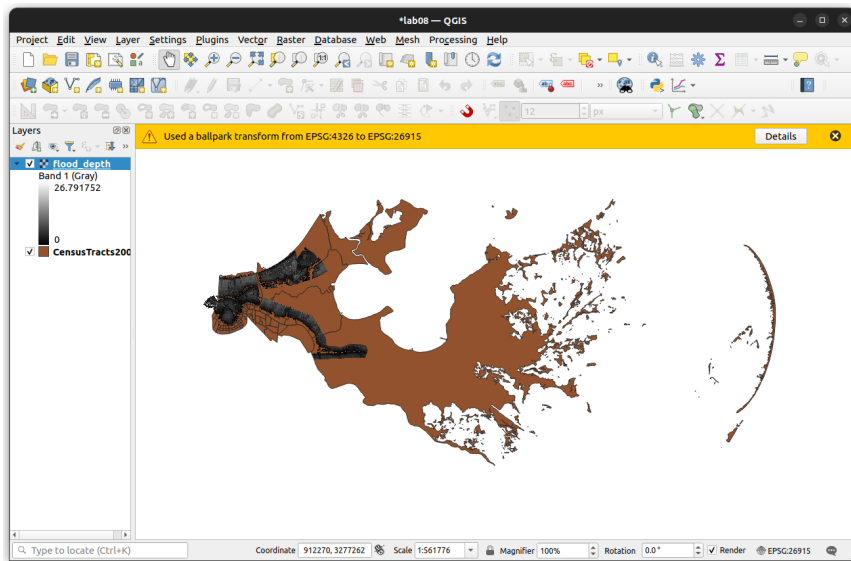 *lab08 — QGIS
Project Edit View Layer Settings Plugins Vector Raster Database Web Mesh Processing Help
12 px
Layers
Used a ballpark transform from EPSG:4326 to EPSG:26915 Details
flood_depth
Band 1 (Gray)
26.791752
0
CensusTracts200
Type to locate (Ctrl+K) Coordinate 912270, 3277262 Scale 1:561776 Magnifier 100% Rotation 0.0° Render EPSG:26915